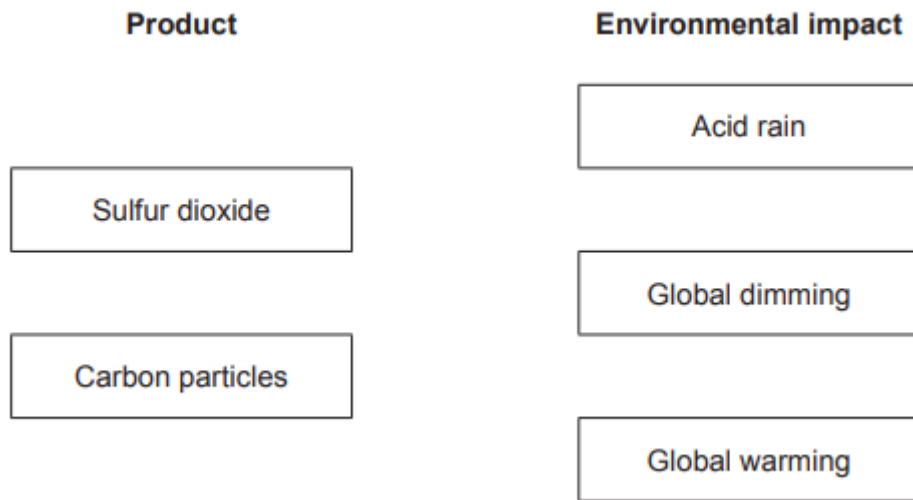 Product
Environmental impact
Acid rain
Sulfur dioxide
Global dimming
Carbon particles
Global warming